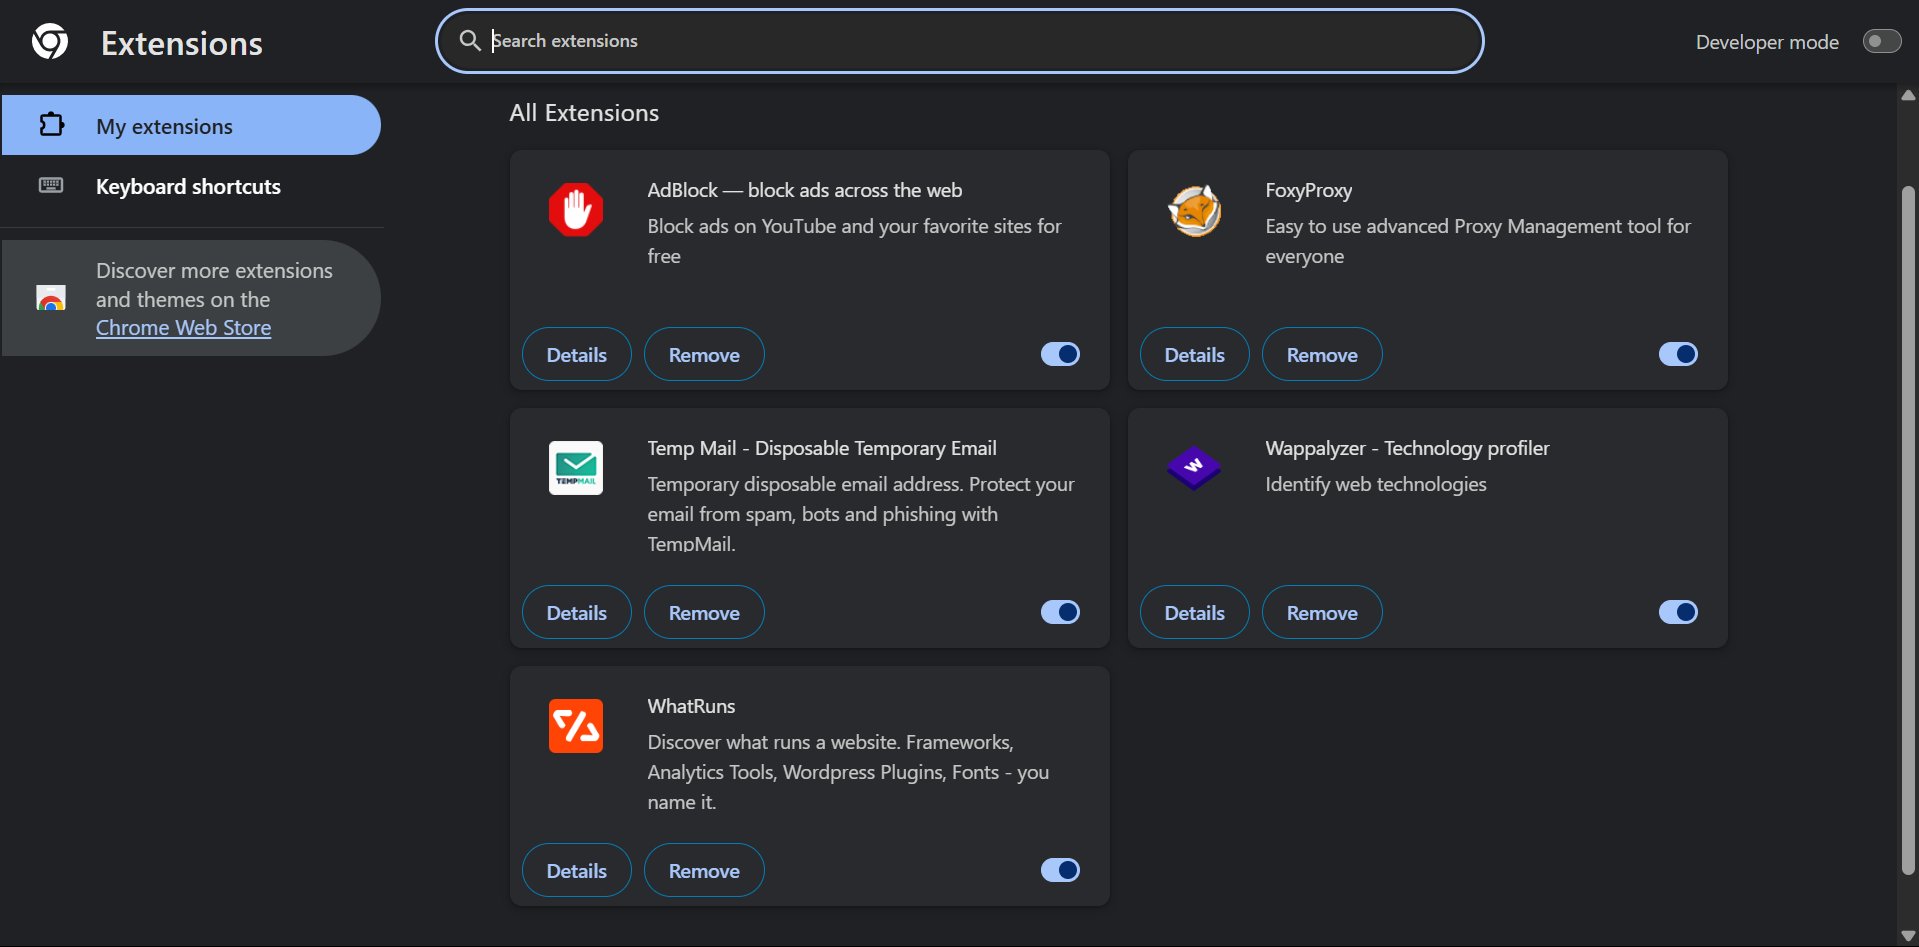 Extensions
Search extensions
Developer mode
My extensions
Keyboard shortcuts
Discover more extensions
and themes on the
Chrome Web Store
All Extensions
AdBlock — block ads across the web
Block ads on YouTube and your favorite sites for
free
Details
Remove
FoxyProxy
Easy to use advanced Proxy Management tool for
everyone
Details
Remove
TEMPMAIL
Temp Mail - Disposable Temporary Email
Temporary disposable email address. Protect your
email from spam, bots and phishing with
TempMail.
Details
Remove
W
Wappalyzer - Technology profiler
Identify web technologies
Details
Remove
WhatRuns
Discover what runs a website. Frameworks,
Analytics Tools, Wordpress Plugins, Fonts - you
name it.
Details
Remove